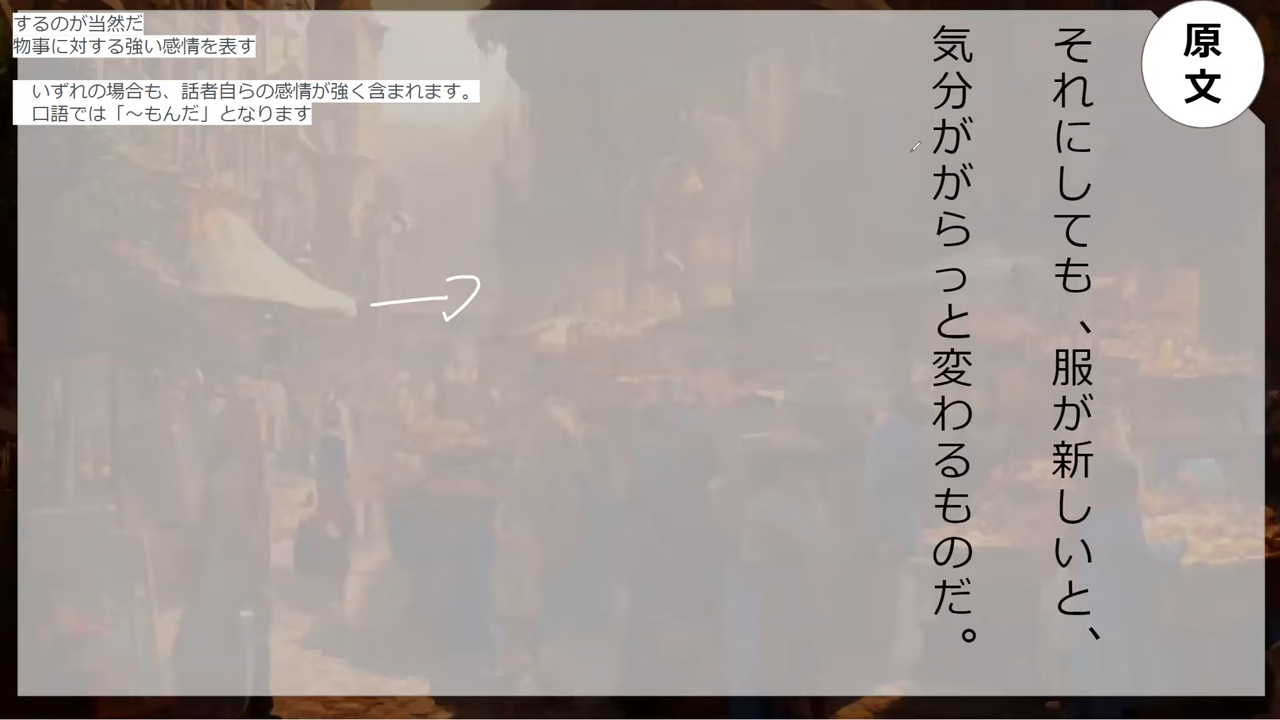 するのが当然だ
物事に対する強い感情を表す
いずれの場合も、話者自らの感情が強く含まれます。
口語では「〜もんだ」となります
原文
それにしても、服が新しいと、
気分ががらっと変わるものだ。